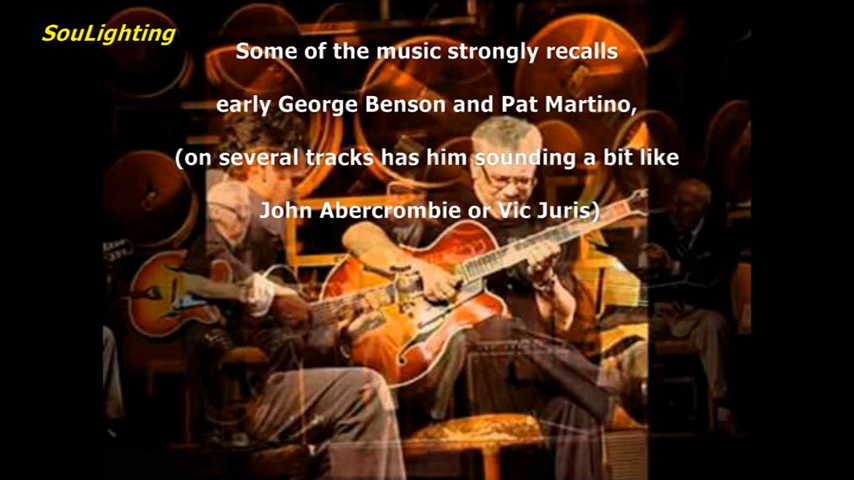 SouLighting
Some of the music strongly recalls
early George Benson and Pat Martino,
(on several tracks has him sounding a bit like
John Abercrombie or Vic Juris)